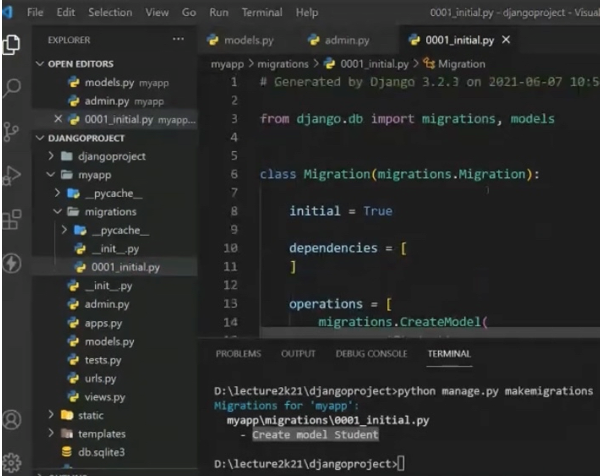 File Edit Selection View Go Run Terminal Help 0001_initial.py - djangoproject - Visual
EXPLORER ...
models.py admin.py 0001_initial.py
myapp > migrations > 0001_initial.py > Migration
OPEN EDITORS
models.py myapp
admin.py myapp
0001_initial.py myapp...
DJANGOPROJECT
djangoproject
myapp
__pycache__
migrations
__pycache__
__init__.py
0001_initial.py
__init__.py
admin.py
apps.py
models.py
tests.py
urls.py
views.py
static
templates
db.sqlite3
1 # Generated by Django 3.2.3 on 2021-06-07 10:5
2
3 from django.db import migrations, models
4
5
6 class Migration(migrations.Migration):
7
8 initial = True
9
10 dependencies = [
11 ]
12
13 operations = [
14 migrations.CreateModel(
PROBLEMS OUTPUT DEBUG CONSOLE TERMINAL
D:\lecture2k21\djangoproject>python manage.py makemigrations
Migrations for 'myapp':
myapp\migrations\0001_initial.py
- Create model Student
D:\lecture2k21\djangoproject>